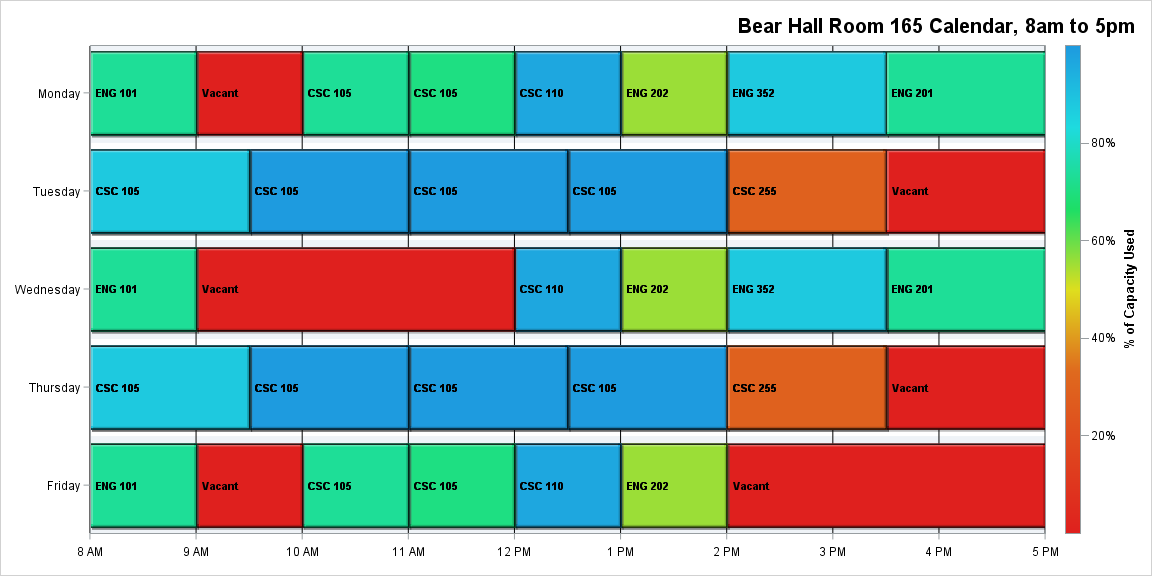 Bear Hall Room 165 Calendar, 8am to 5pm
Monday
ENG 101
Vacant
CSC 105
CSC 105
CSC 110
ENG 202
ENG 352
ENG 201
Tuesday
CSC 105
CSC 105
CSC 105
CSC 105
CSC 255
Vacant
Wednesday
ENG 101
Vacant
CSC 110
ENG 202
ENG 352
ENG 201
Thursday
CSC 105
CSC 105
CSC 105
CSC 105
CSC 255
Vacant
Friday
ENG 101
Vacant
CSC 105
CSC 105
CSC 110
ENG 202
Vacant
8 AM
9 AM
10 AM
11 AM
12 PM
1 PM
2 PM
3 PM
4 PM
5 PM
80%
60%
40%
20%
% of Capacity Used